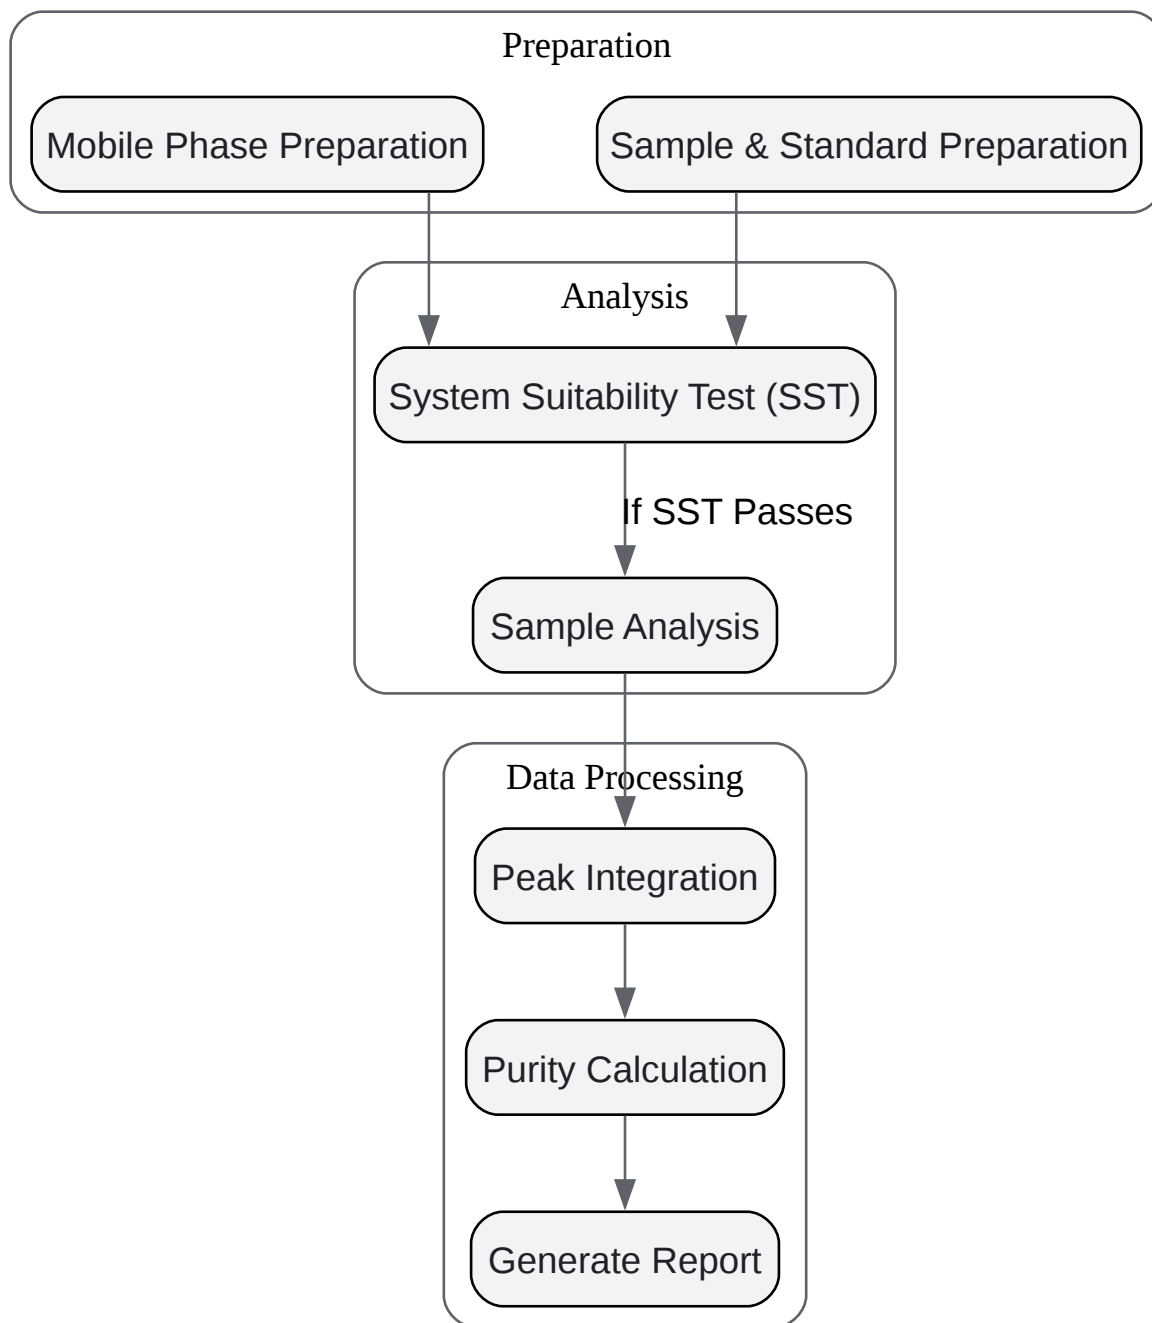 Preparation
Mobile Phase Preparation
Sample & Standard Preparation
Analysis
System Suitability Test (SST)
If SST Passes
Sample Analysis
Data Processing
Peak Integration
Purity Calculation
Generate Report